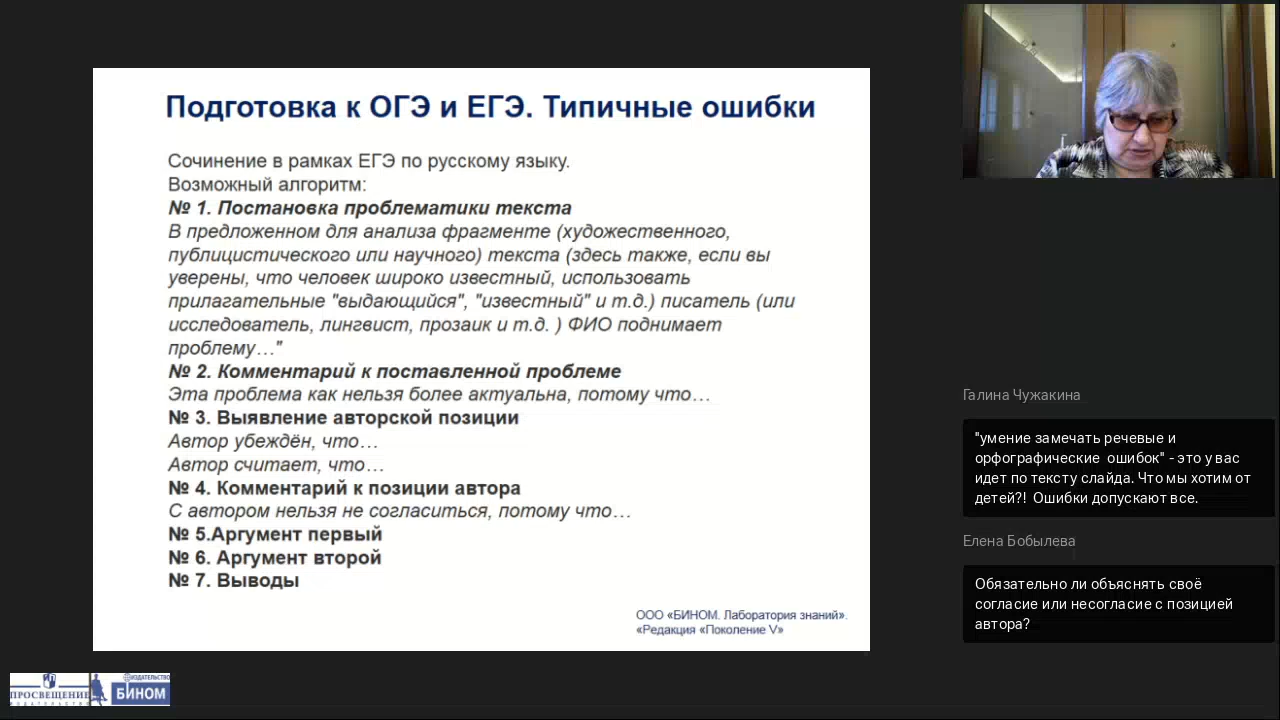 Подготовка к ОГЭ и ЕГЭ. Типичные ошибки
Сочинение в рамках ЕГЭ по русскому языку.
Возможный алгоритм:
№ 1. Постановка проблематики текста
В предложенном для анализа фрагменте (художественного,
публицистического или научного) текста (здесь также, если вы
уверены, что человек широко известный, использовать
прилагательные "выдающийся", "известный" и т.д.) писатель (или
исследователь, лингвист, прозаик и т.д. ) ФИО поднимает
проблему…"
№ 2. Комментарий к поставленной проблеме
Эта проблема как нельзя более актуальна, потому что…
№ 3. Выявление авторской позиции
Автор убеждён, что…
Автор считает, что…
№ 4. Комментарий к позиции автора
С автором нельзя не согласиться, потому что…
№ 5.Аргумент первый
№ 6. Аргумент второй
№ 7. Выводы
ООО «БИНОМ. Лаборатория знаний».
«Редакция «Поколение V»
Галина Чужакина
"умение замечать речевые и
орфографические ошибок" - это у вас
идет по тексту слайда. Что мы хотим от
детей?! Ошибки допускают все.
Елена Бобылева
Обязательно ли объяснять своё
согласие или несогласие с позицией
автора?
ПРОСВЕЩЕНИЕ
ИЗДАТЕЛЬСТВО
ИЗДАТЕЛЬСТВО
БИНОМ